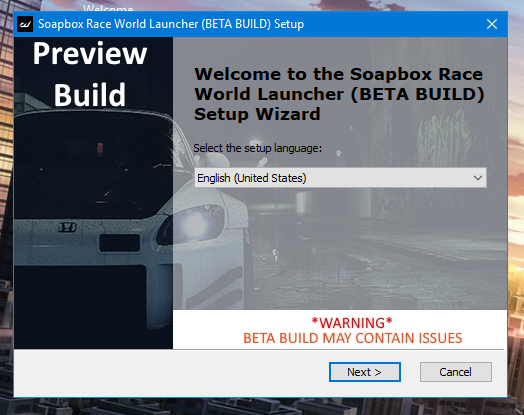 Welcome
Soapbox Race World Launcher (BETA BUILD) Setup
Preview
Build
Welcome to the Soapbox Race
World Launcher (BETA BUILD)
Setup Wizard
Select the setup language:
English (United States)
*WARNING*
BETA BUILD MAY CONTAIN ISSUES
Next >
Cancel